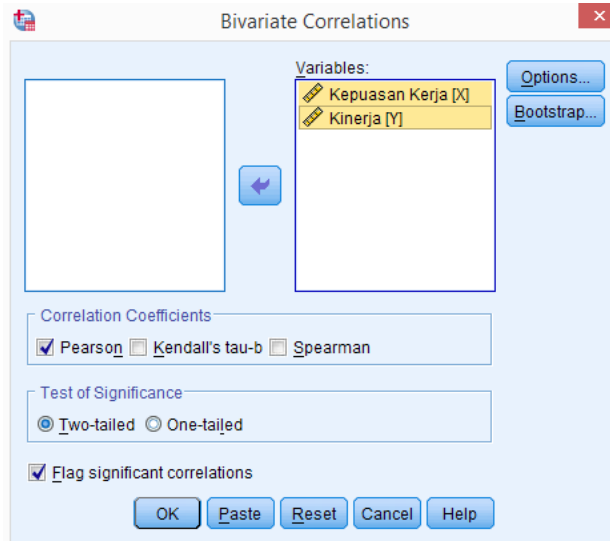 Bivariate Correlations
Variables:
Kepuasan Kerja [X]
Kinerja [Y]
Options...
Bootstrap...
Correlation Coefficients
Pearson Kendall's tau-b Spearman
Test of Significance
Two-tailed One-tailed
Flag significant correlations
OK Paste Reset Cancel Help